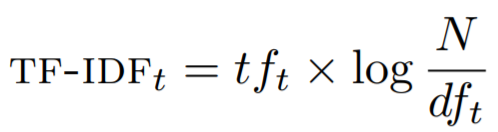 TF-IDF_t = tf_t × log N/df_t